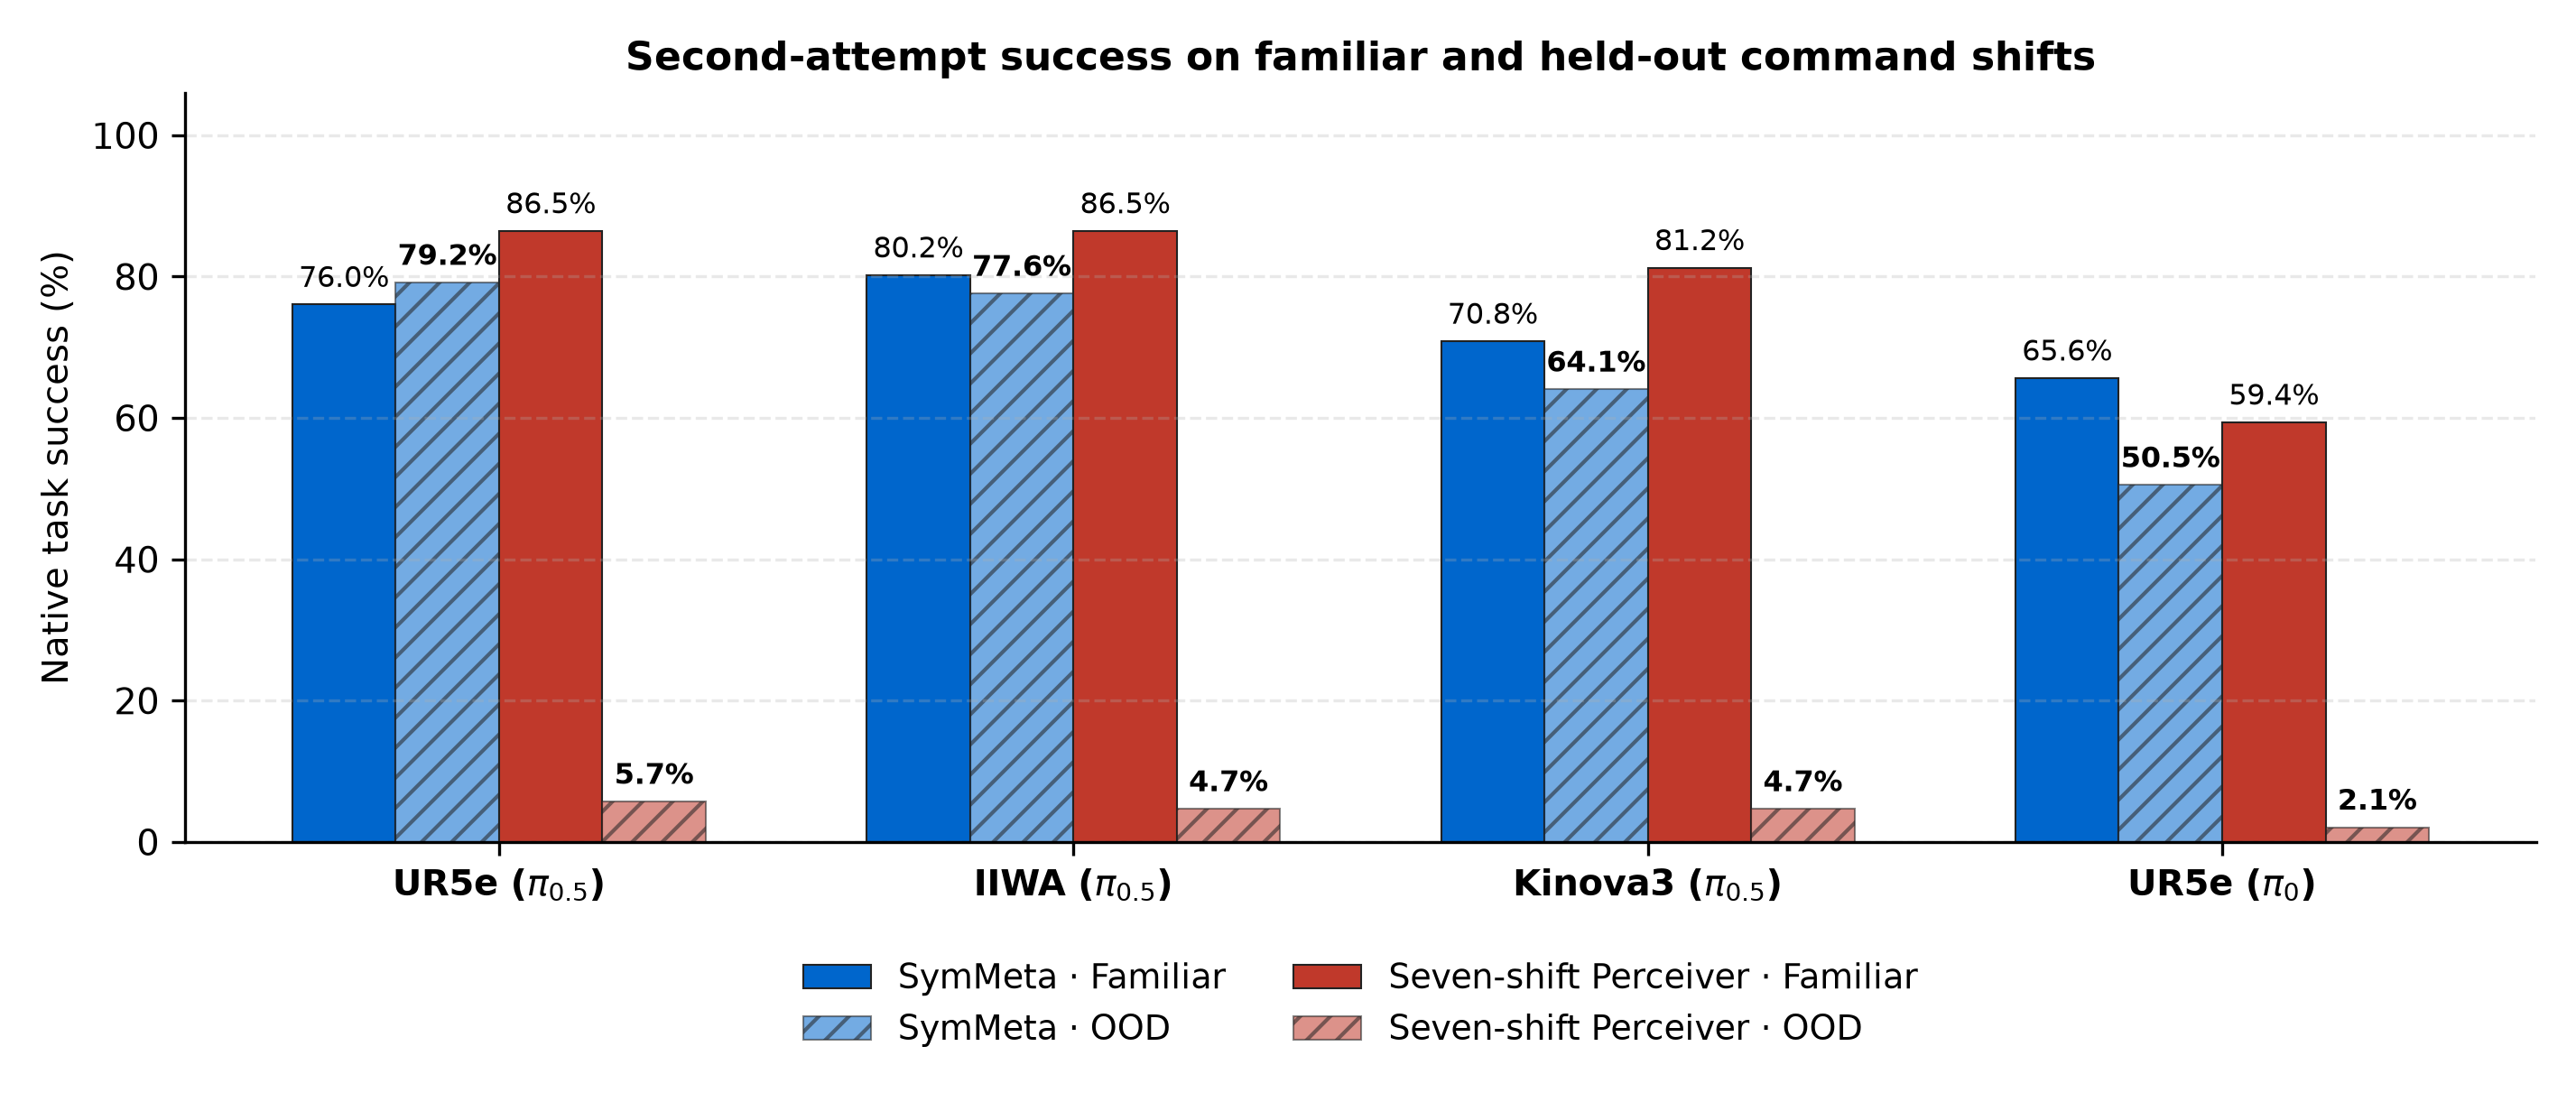 Second-attempt success on familiar and held-out command shifts
Native task success (%)
100
80
60
40
20
0
76.0%
79.2%
86.5%
5.7%
80.2%
77.6%
86.5%
4.7%
70.8%
64.1%
81.2%
4.7%
65.6%
50.5%
59.4%
2.1%
UR5e (π0.5)
IIWA (π0.5)
Kinova3 (π0.5)
UR5e (π0)
SymMeta · Familiar
SymMeta · OOD
Seven-shift Perceiver · Familiar
Seven-shift Perceiver · OOD